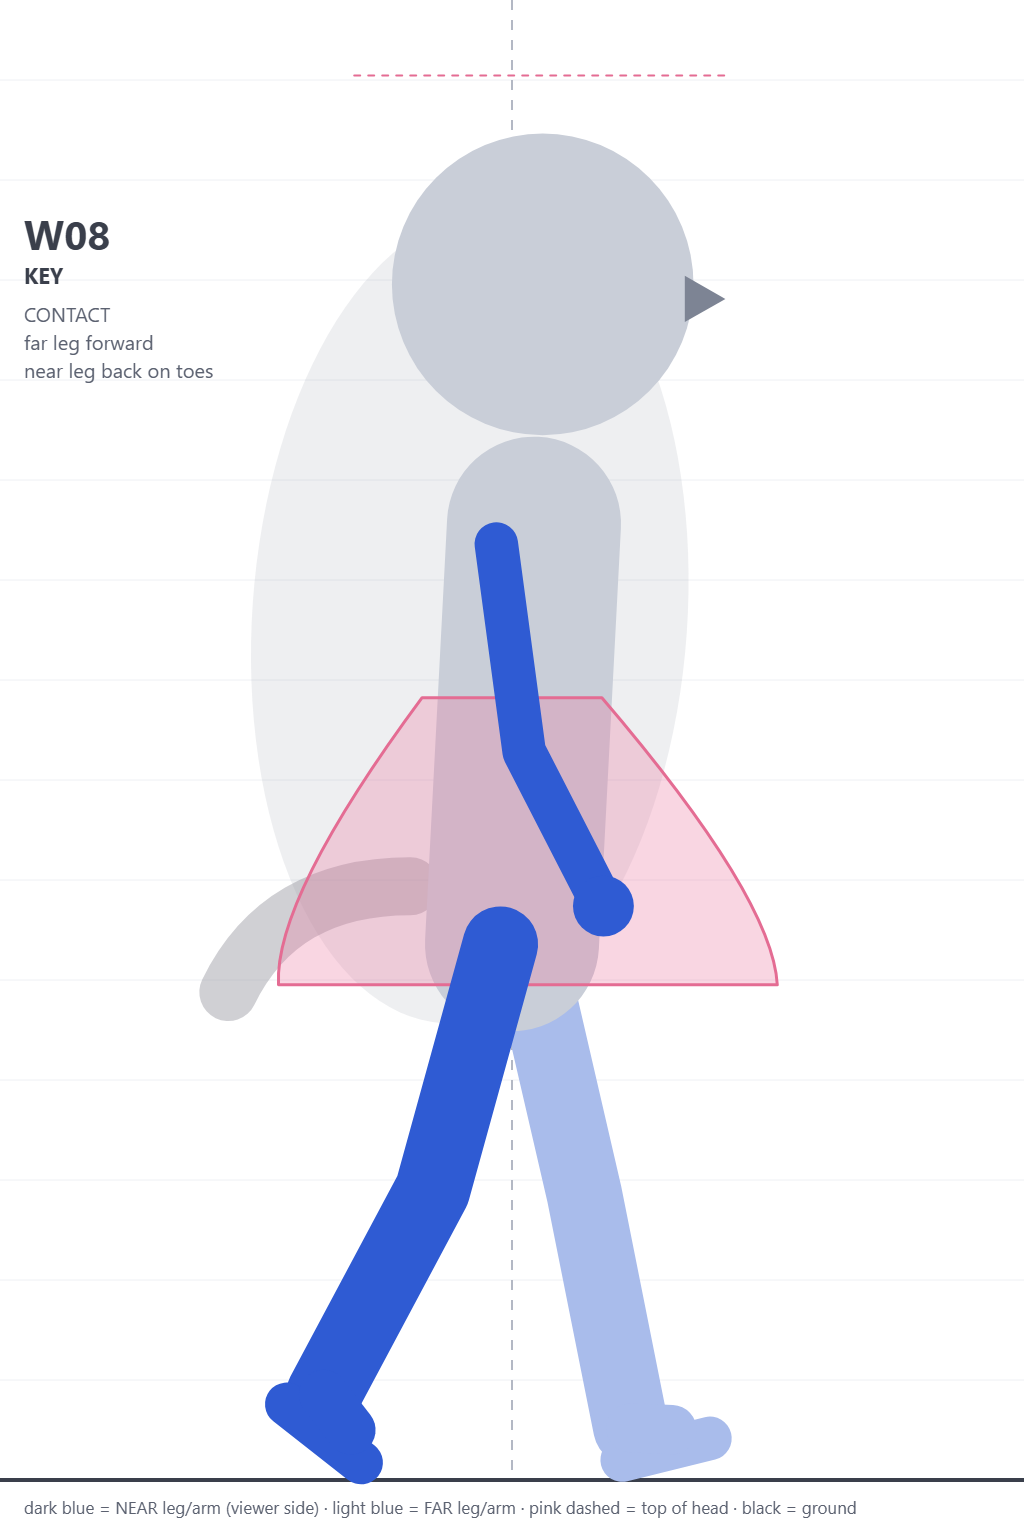 W08
KEY
CONTACT
far leg forward
near leg back on toes
dark blue = NEAR leg/arm (viewer side) · light blue = FAR leg/arm · pink dashed = top of head · black = ground